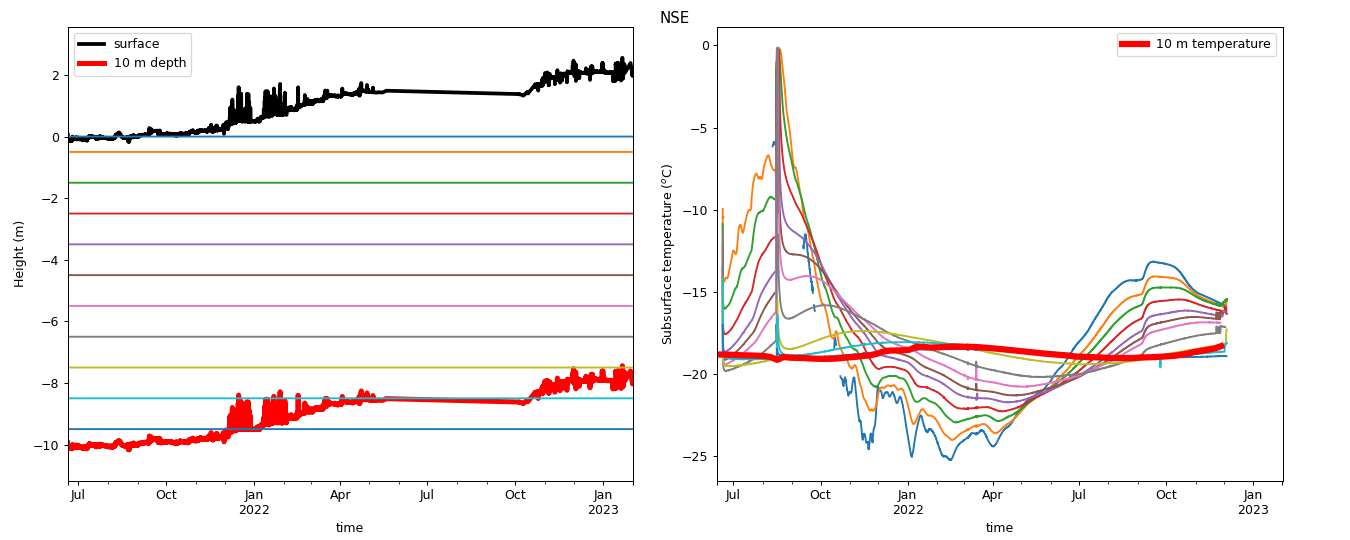 NSE
surface
10 m depth
Height (m)
2
0
−2
−4
−6
−8
−10
Jul
Oct
Jan
2022
Apr
Jul
Oct
Jan
2023
time
10 m temperature
Subsurface temperature (°C)
0
−5
−10
−15
−20
−25
Jul
Oct
Jan
2022
Apr
Jul
Oct
Jan
2023
time